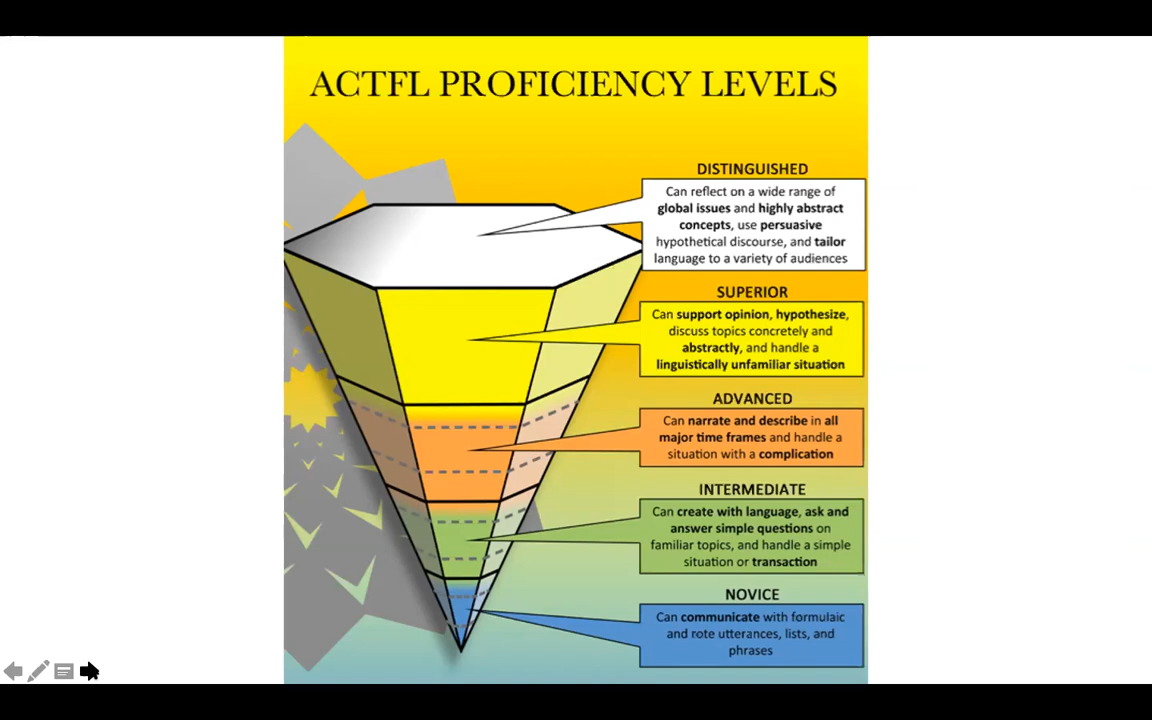 ACTFL PROFICIENCY LEVELS
DISTINGUISHED
Can reflect on a wide range of
global issues and highly abstract
concepts, use persuasive
hypothetical discourse, and tailor
language to a variety of audiences
SUPERIOR
Can support opinion, hypothesize,
discuss topics concretely and
abstractly, and handle a
linguistically unfamiliar situation
ADVANCED
Can narrate and describe in all
major time frames and handle a
situation with a complication
INTERMEDIATE
Can create with language, ask and
answer simple questions on
familiar topics, and handle a simple
situation or transaction
NOVICE
Can communicate with formulaic
and rote utterances, lists, and
phrases